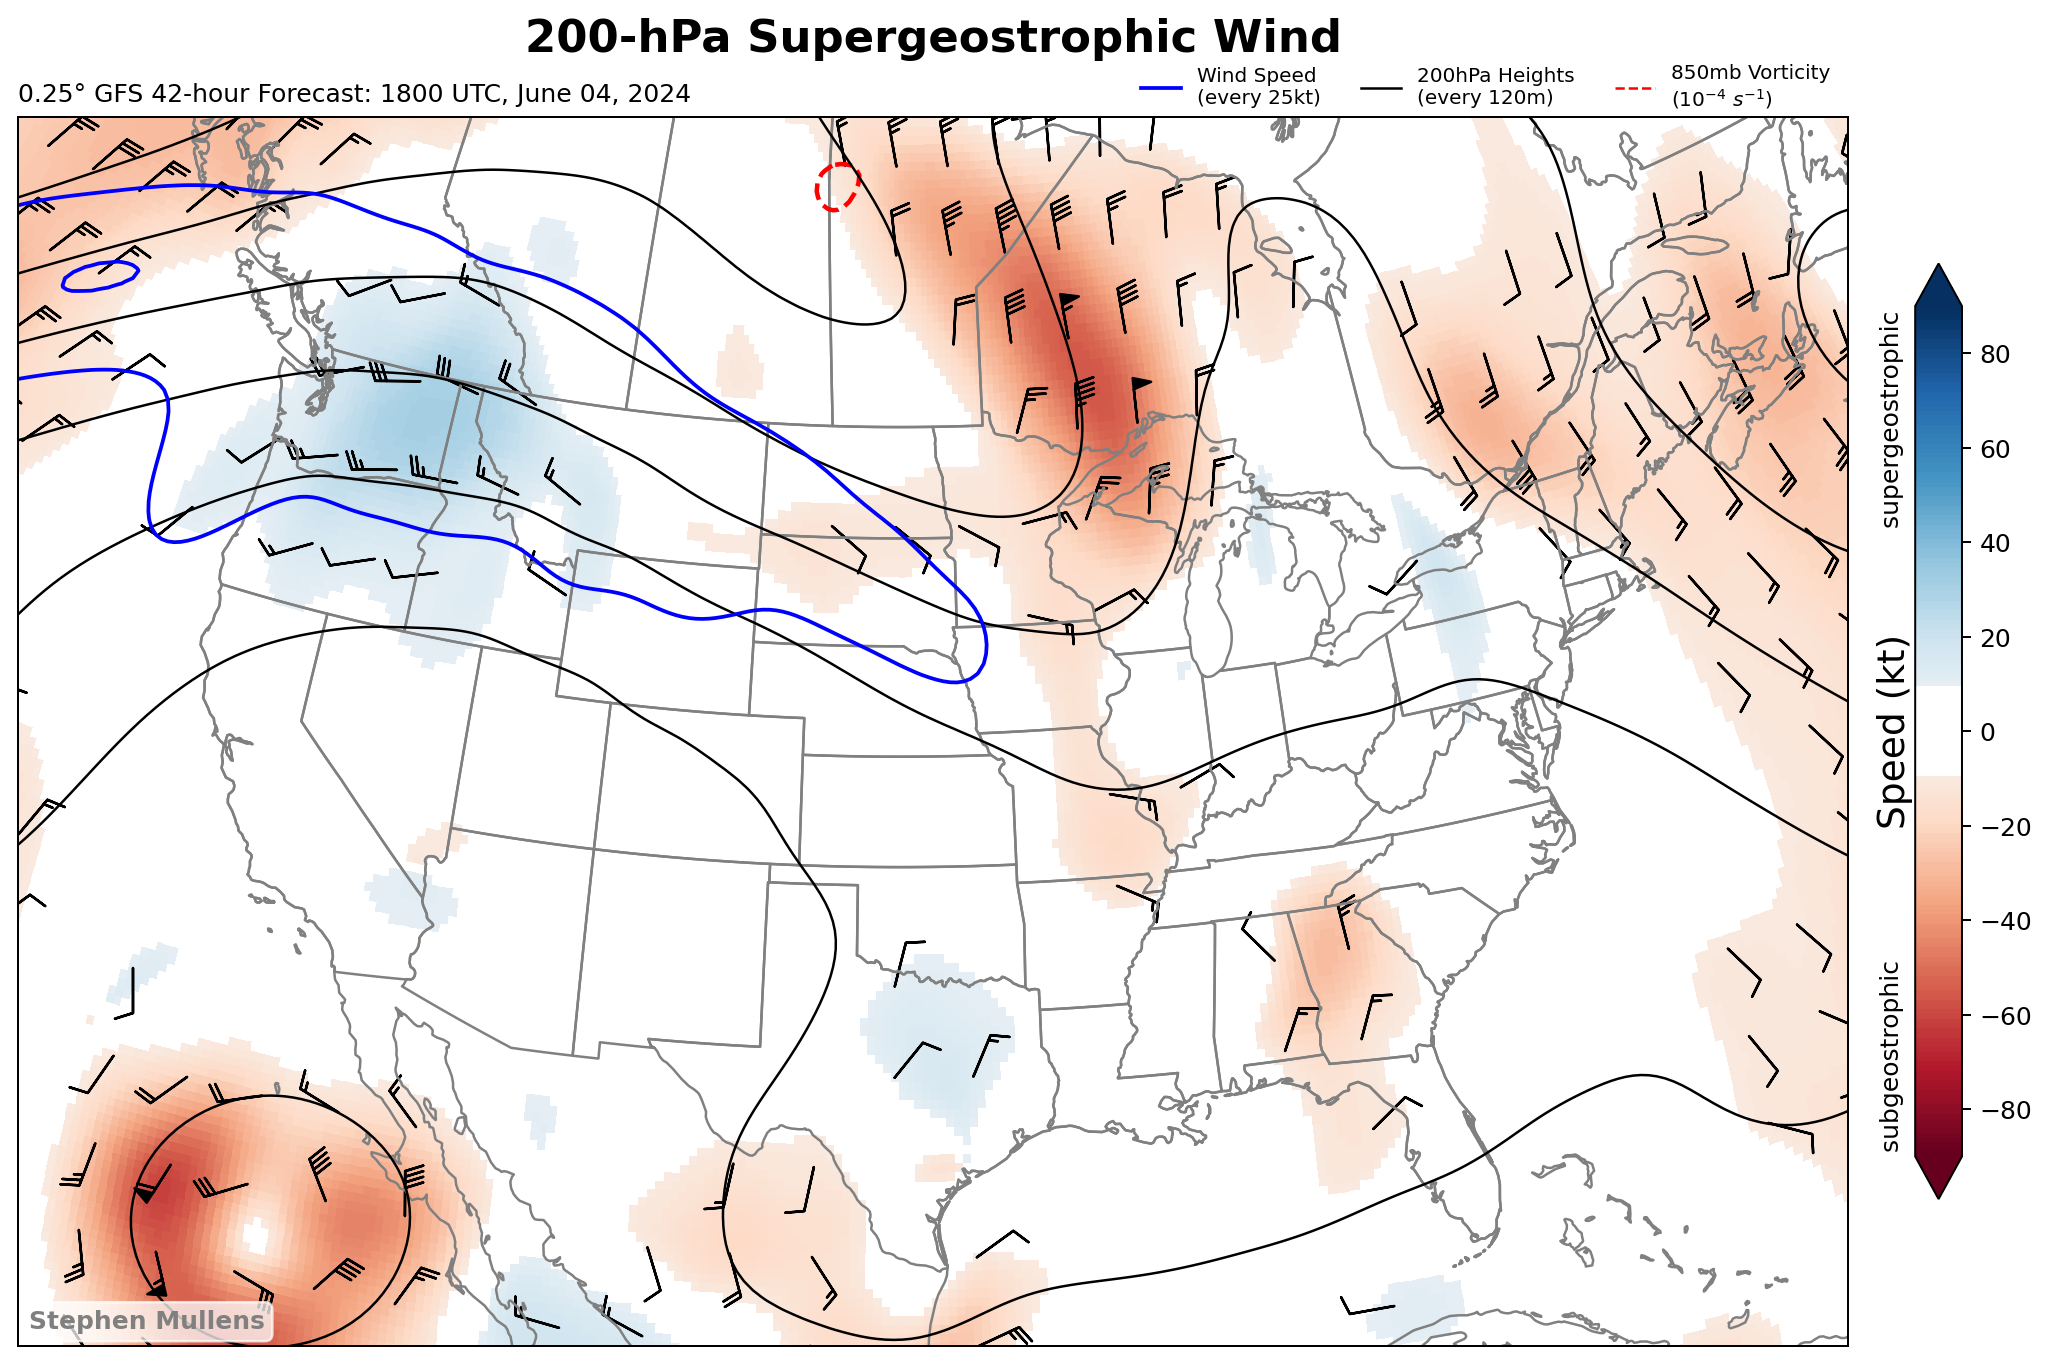 200-hPa Supergeostrophic Wind
0.25° GFS 42-hour Forecast: 1800 UTC, June 04, 2024
Wind Speed
(every 25kt)
200hPa Heights
(every 120m)
850mb Vorticity
(10⁻⁴ s⁻¹)
supergeostrophic
Speed (kt)
subgeostrophic
80
60
40
20
0
−20
−40
−60
−80
Stephen Mullens